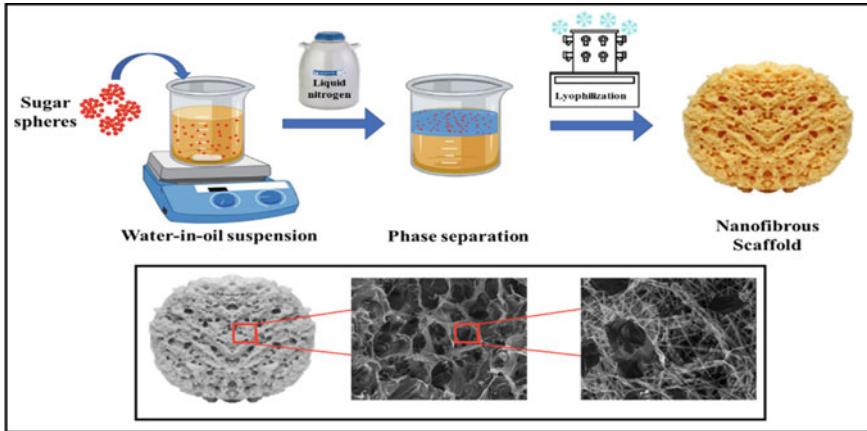 Sugar
spheres
Liquid
nitrogen
Lyophilization
Water-in-oil suspension
Phase separation
Nanofibrous
Scaffold